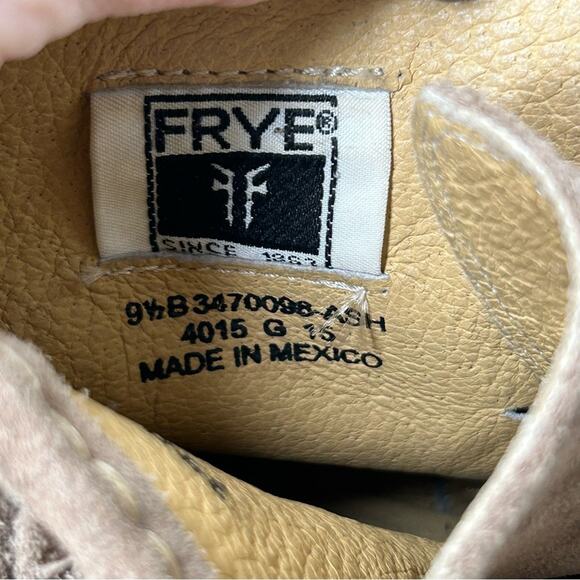 FRYE®
SINCE 1863
9½B 3470098-ASH
4015 G 15
MADE IN MEXICO